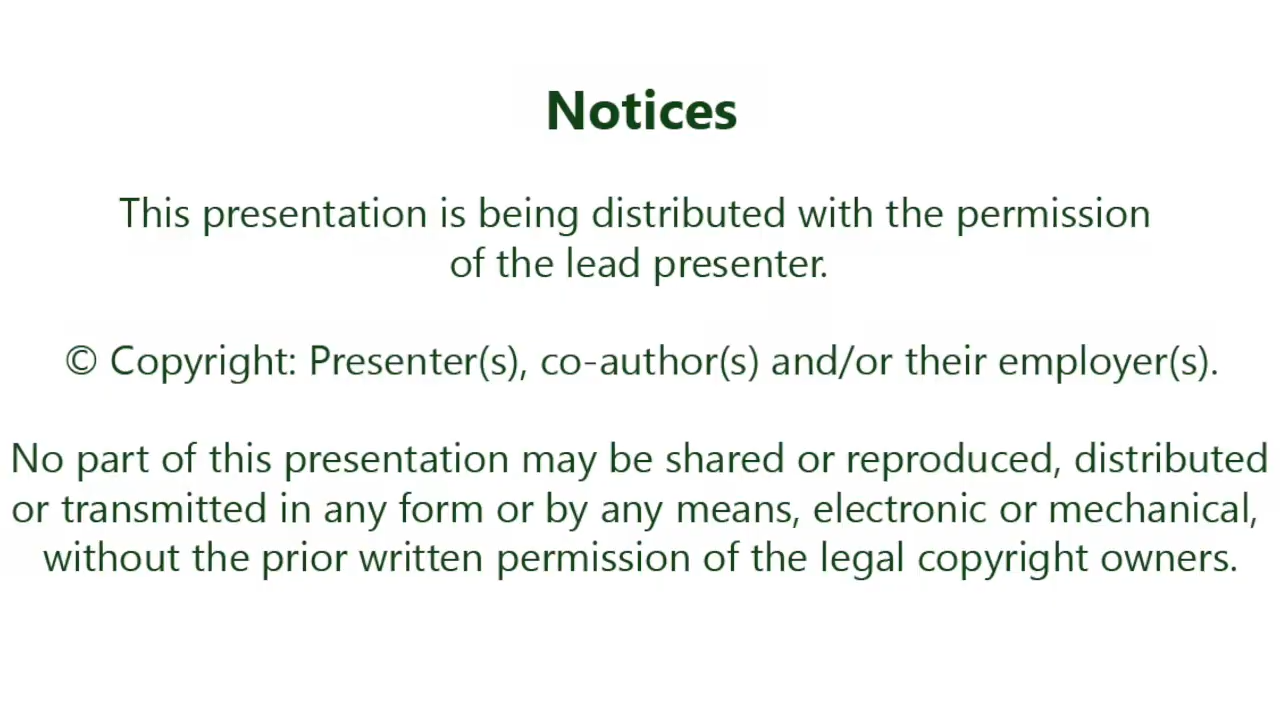 Notices
This presentation is being distributed with the permission
of the lead presenter.
© Copyright: Presenter(s), co-author(s) and/or their employer(s).
No part of this presentation may be shared or reproduced, distributed
or transmitted in any form or by any means, electronic or mechanical,
without the prior written permission of the legal copyright owners.